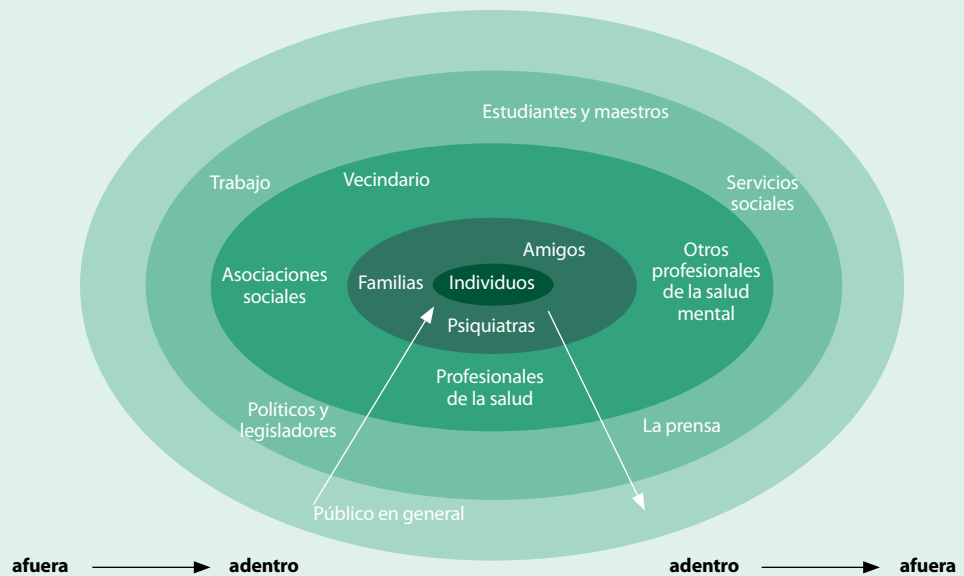 Estudiantes y maestros
Trabajo
Vecindario
Servicios
sociales
Amigos
Otros
profesionales
de la salud
mental
Asociaciones
sociales
Familias
Individuos
Psiquiatras
Profesionales
de la salud
Políticos y
legisladores
La prensa
Público en general
afuera
adentro
adentro
afuera